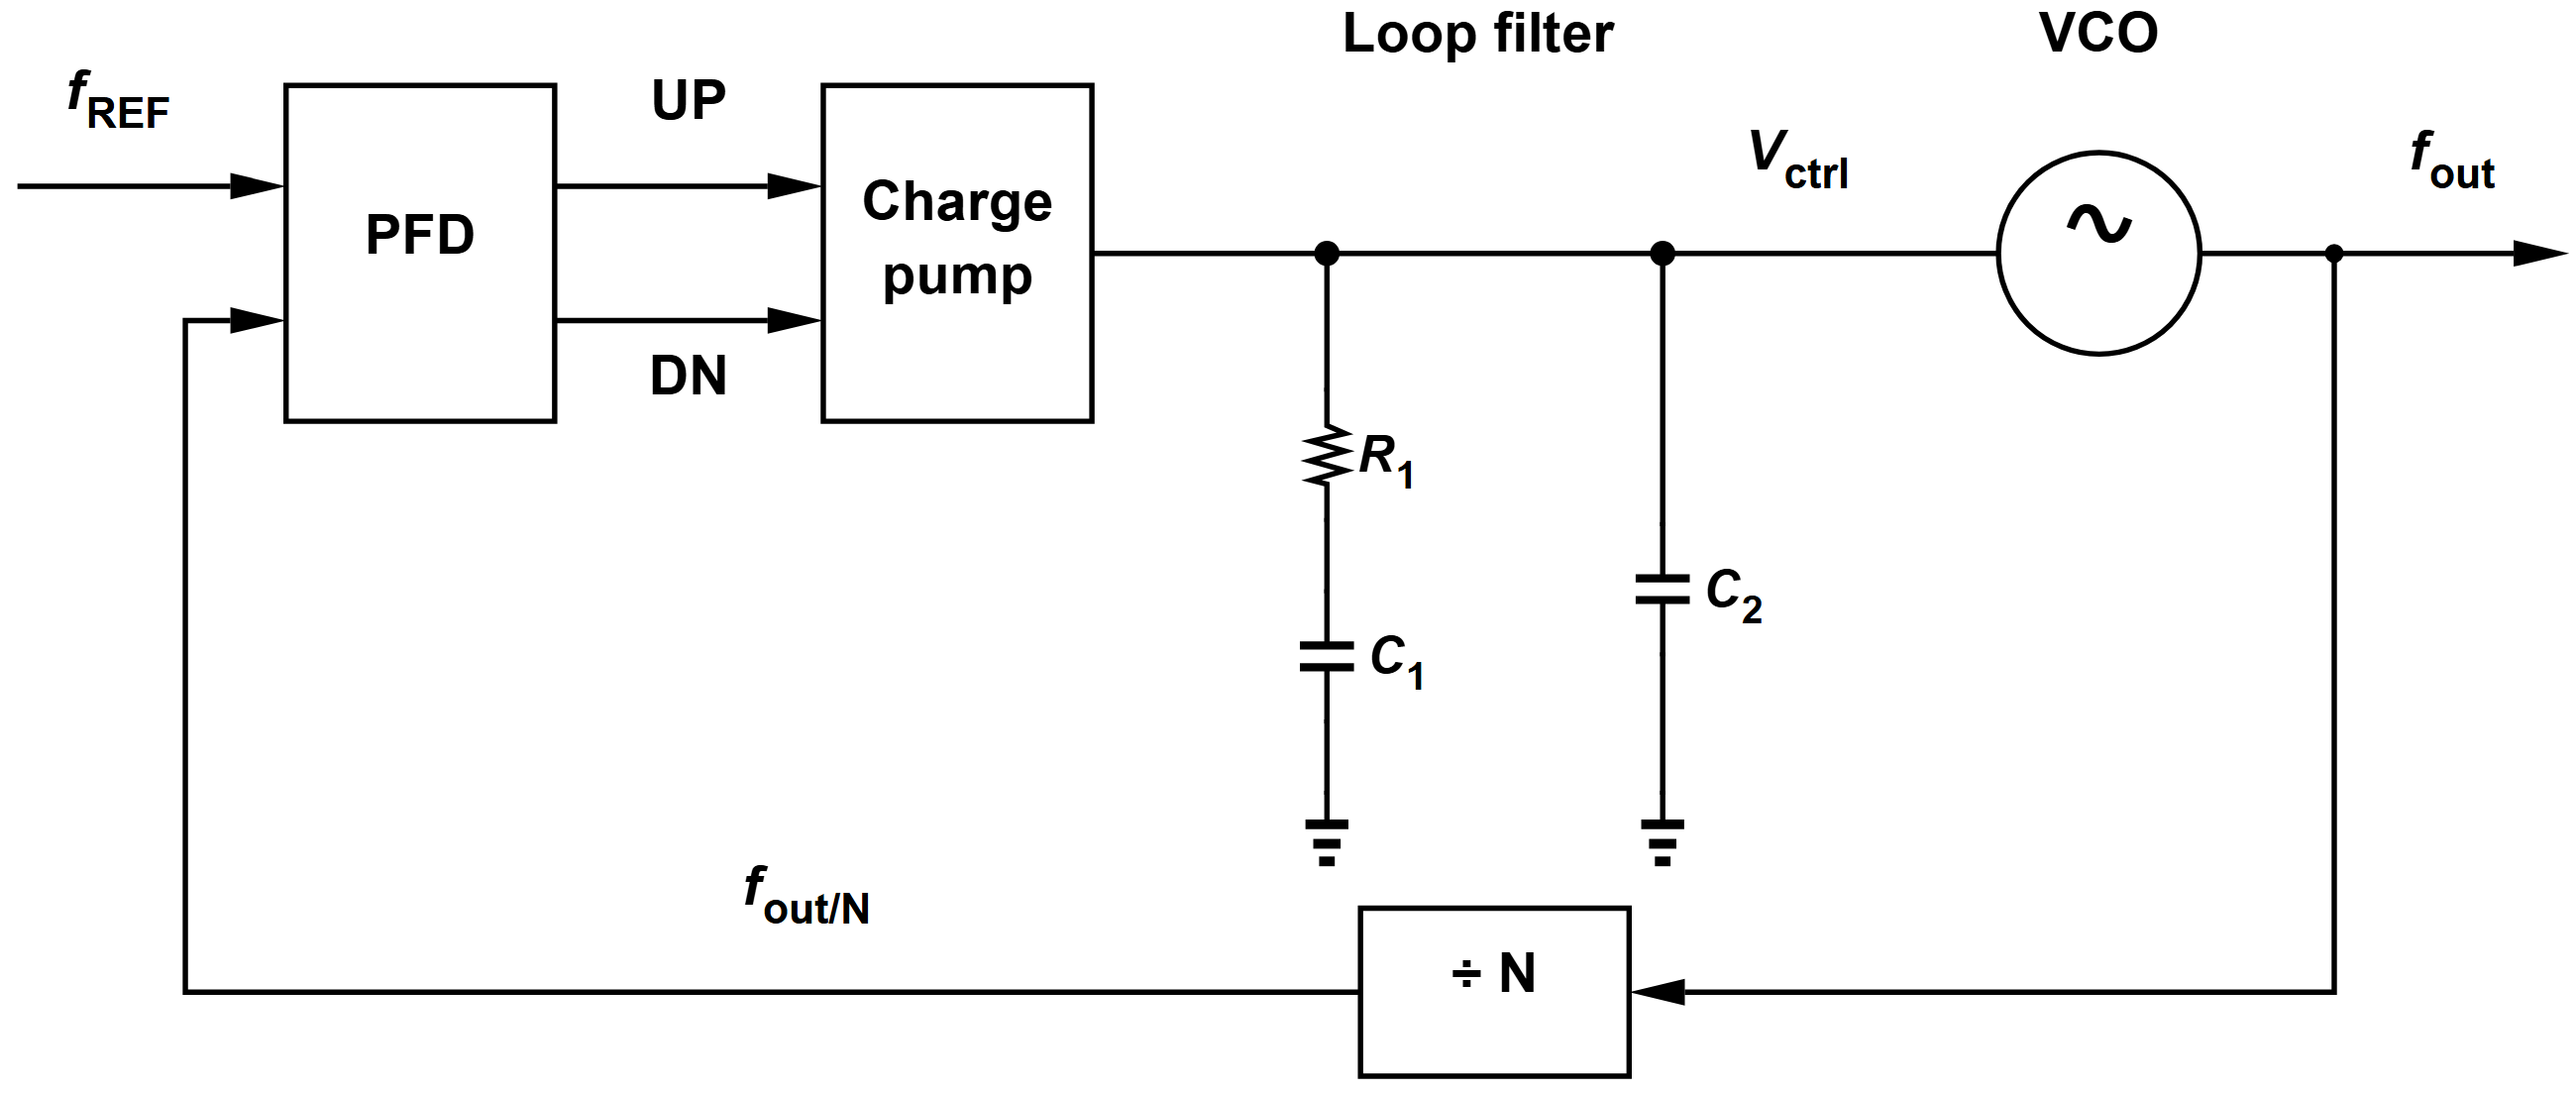 Loop filter
VCO
fREF
UP
Vctrl
fout
PFD
Charge
pump
DN
R1
C2
C1
fout/N
÷ N